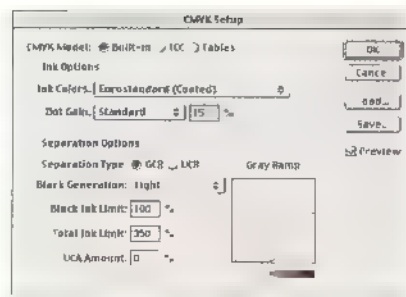 CMYK Setup
CMYK Model: Built-in ICC Tables
OK
Ink Options
Cancel
Ink Colors: Eurostandard (Coated)
Load...
Dot Gain: Standard 15 %
Save...
Separation Options
Preview
Separation Type: GCR UCR
Gray Ramp
Black Generation: Light
Black Ink Limit: 100 %
Total Ink Limit: 350 %
UCA Amount: 0 %